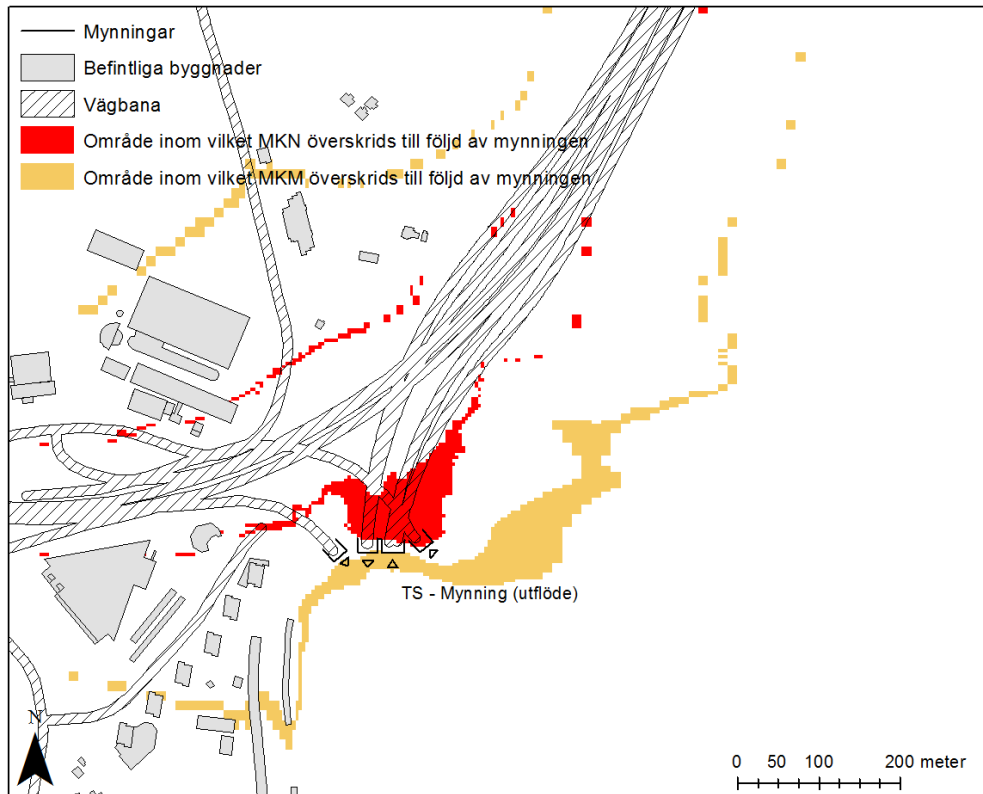 Mynningar
Befintliga byggnader
Vägbana
Område inom vilket MKN överskrids till följd av mynningen
Område inom vilket MKM överskrids till följd av mynningen
TS - Mynning (utflöde)
N
0 50 100 200 meter